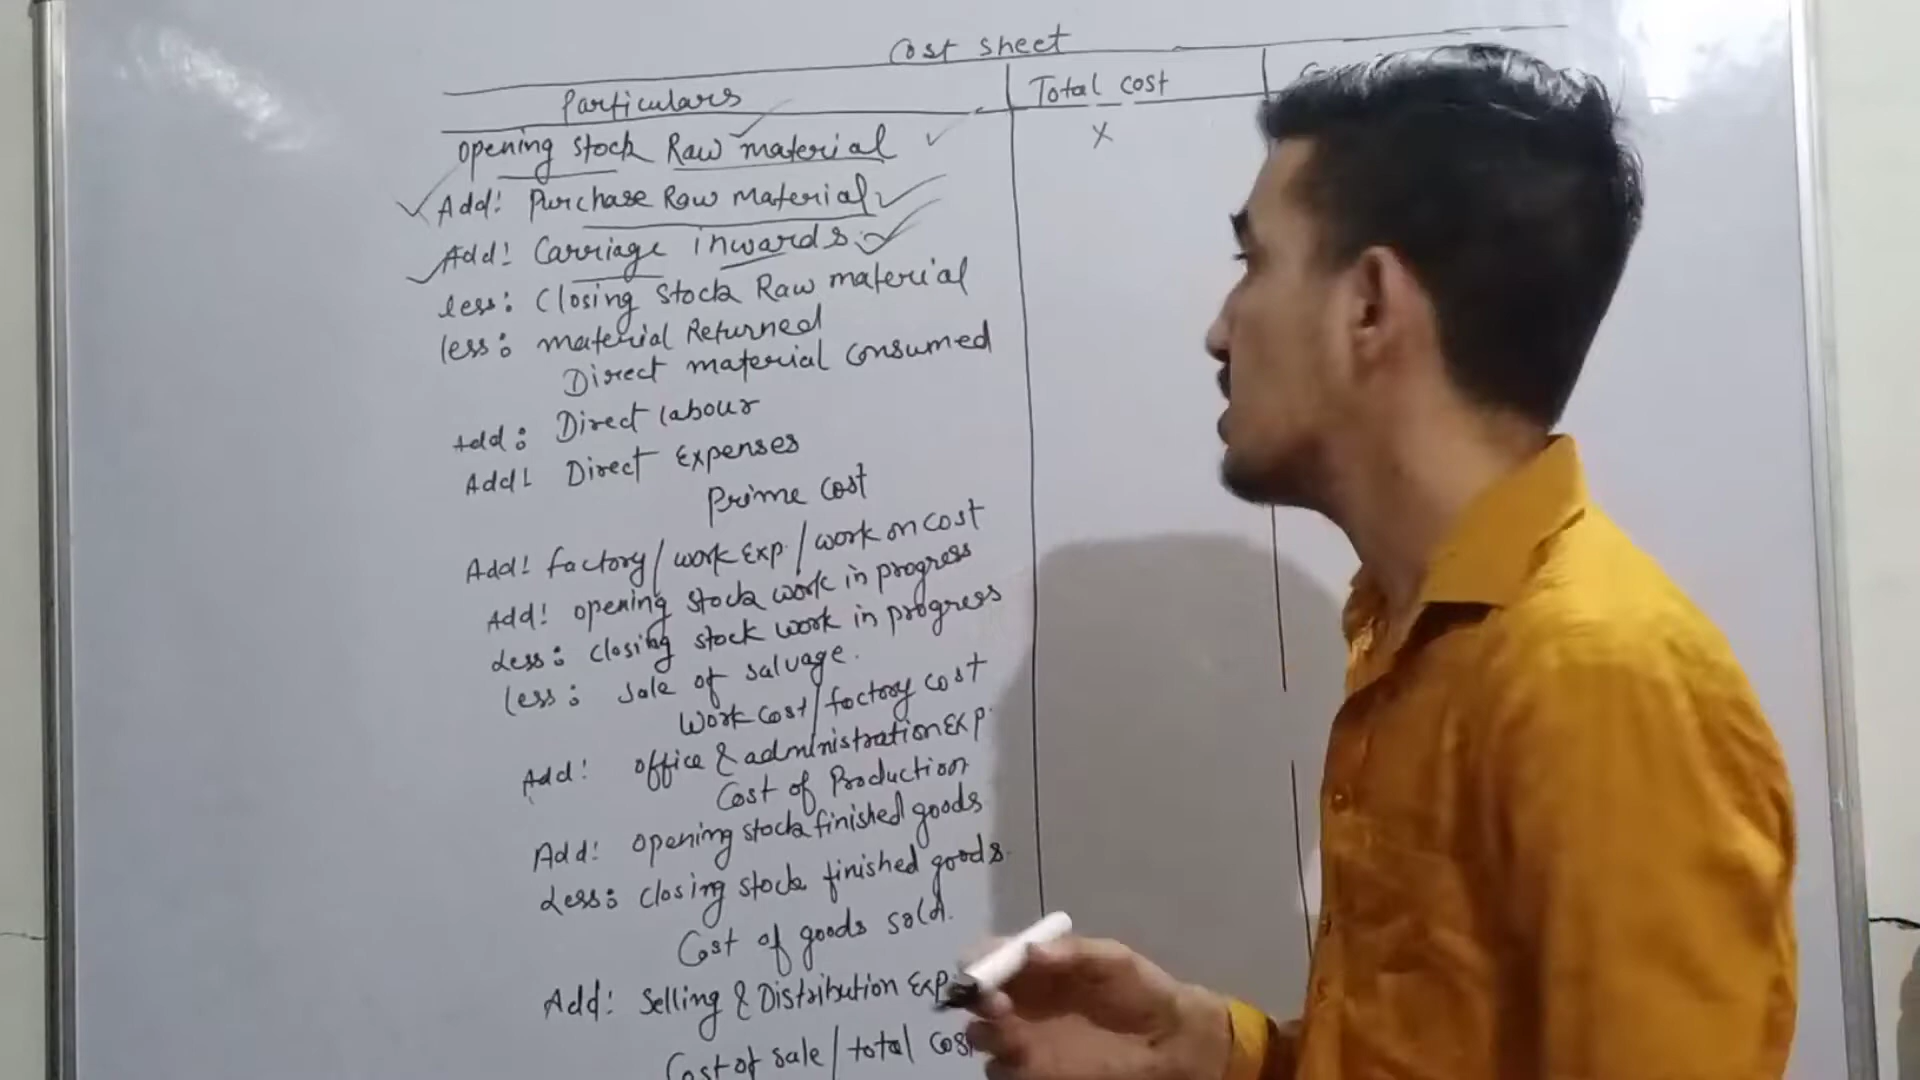 Cost sheet
Particulars Total cost
opening stock Raw material X
Add! Purchase Raw Material
Add! Carriage inwards.
less: Closing stock Raw material
less: material Returned
Direct material consumed
Add: Direct labour
Add! Direct Expenses
Prime cost
Add! factory/work Exp./work on cost
Add! opening stock work in progress
Less: closing stock work in progress
less: sale of salvage.
Work cost/factory cost
Add! office & administration Exp.
Cost of Production
Add! opening stock finished goods
Less: closing stock finished goods.
Cost of goods sold.
Add! Selling & Distribution Exp
Cost of sale/total cost